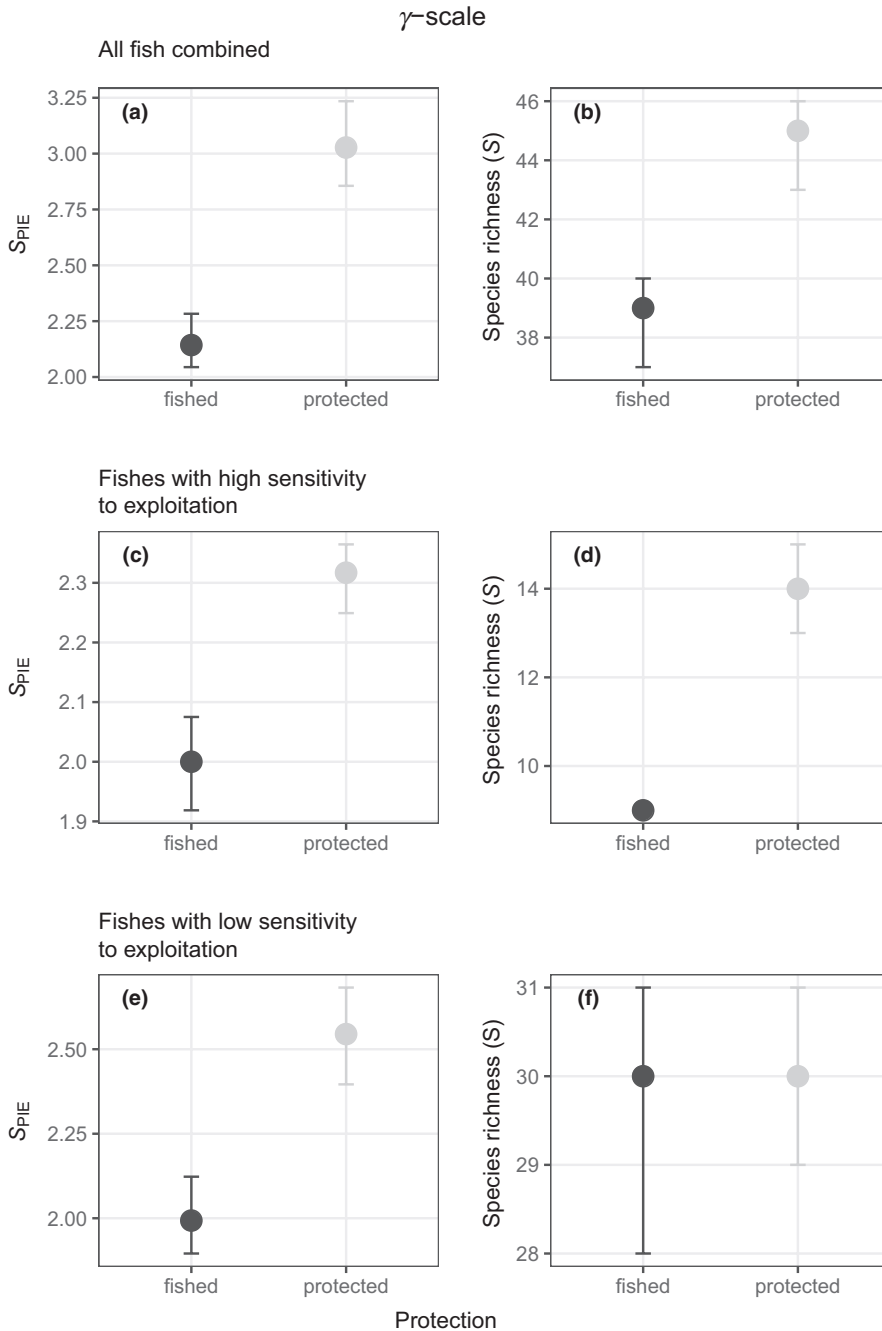 γ−scale
All fish combined
(a)
S_PIE
3.25
3.00
2.75
2.50
2.25
2.00
fished
protected
(b)
Species richness (S)
46
44
42
40
38
fished
protected
Fishes with high sensitivity
to exploitation
(c)
S_PIE
2.3
2.2
2.1
2.0
1.9
fished
protected
(d)
Species richness (S)
14
12
10
fished
protected
Fishes with low sensitivity
to exploitation
(e)
S_PIE
2.50
2.25
2.00
fished
protected
(f)
Species richness (S)
31
30
29
28
fished
protected
Protection